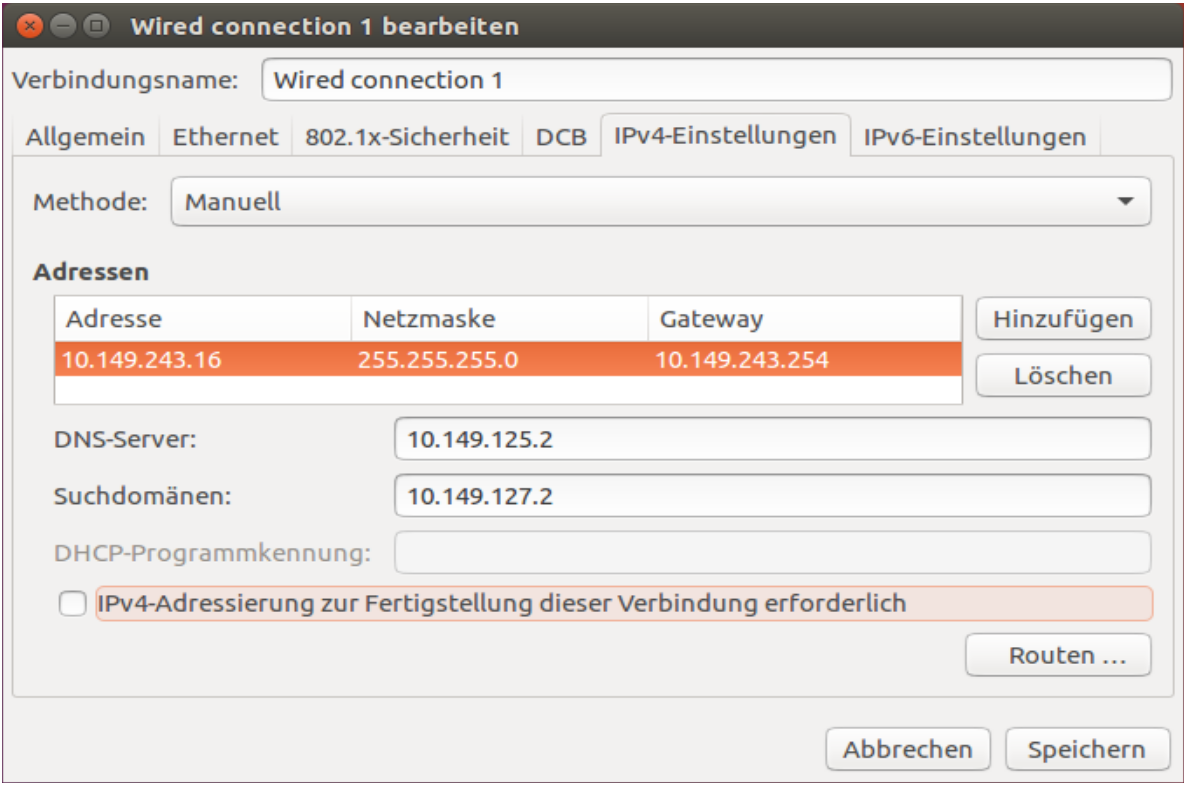 Wired connection 1 bearbeiten
Verbindungsname: Wired connection 1
Allgemein Ethernet 802.1x-Sicherheit DCB IPv4-Einstellungen IPv6-Einstellungen
Methode: Manuell
Adressen
Adresse Netzmaske Gateway Hinzufügen
10.149.243.16 255.255.255.0 10.149.243.254
Löschen
DNS-Server: 10.149.125.2
Suchdomänen: 10.149.127.2
DHCP-Programmkennung:
IPv4-Adressierung zur Fertigstellung dieser Verbindung erforderlich
Routen ...
Abbrechen Speichern